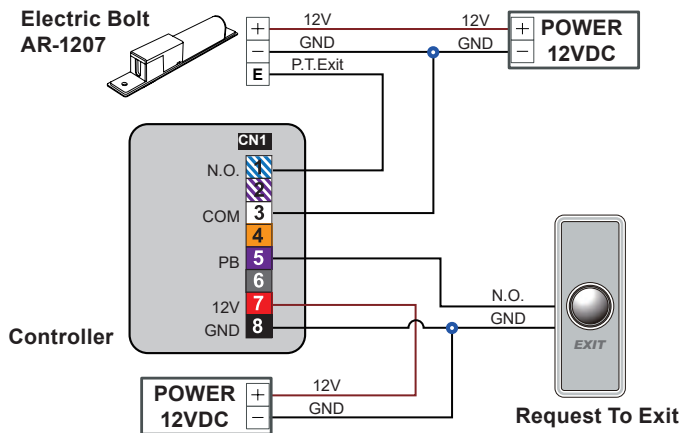 Electric Bolt
AR-1207
+ 12V 12V + POWER
− GND GND − 12VDC
E P.T.Exit
CN1
N.O. 1
2
COM 3
4
PB 5
6
12V 7
GND 8
Controller
N.O.
GND
EXIT
Request To Exit
POWER + 12V
12VDC − GND